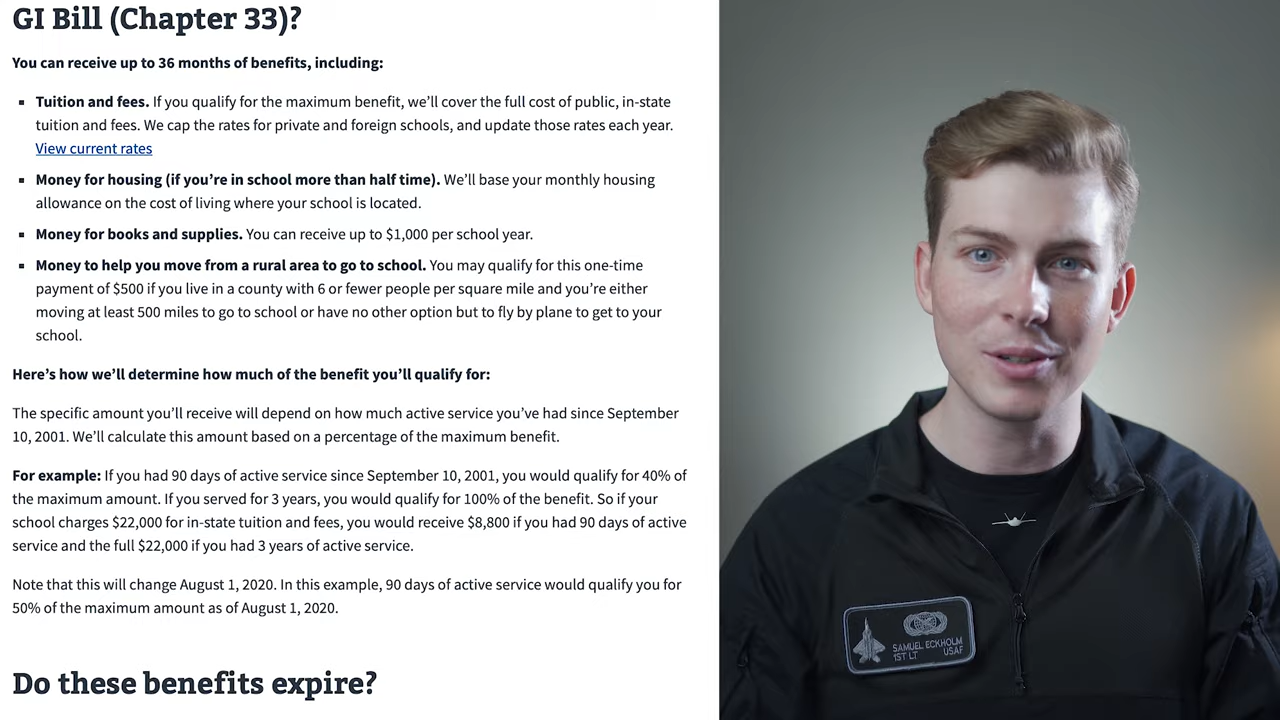 GI Bill (Chapter 33)?
You can receive up to 36 months of benefits, including:
▪ Tuition and fees. If you qualify for the maximum benefit, we’ll cover the full cost of public, in-state
tuition and fees. We cap the rates for private and foreign schools, and update those rates each year.
View current rates
▪ Money for housing (if you’re in school more than half time). We’ll base your monthly housing
allowance on the cost of living where your school is located.
▪ Money for books and supplies. You can receive up to $1,000 per school year.
▪ Money to help you move from a rural area to go to school. You may qualify for this one-time
payment of $500 if you live in a county with 6 or fewer people per square mile and you’re either
moving at least 500 miles to go to school or have no other option but to fly by plane to get to your
school.
Here’s how we’ll determine how much of the benefit you’ll qualify for:
The specific amount you’ll receive will depend on how much active service you’ve had since September
10, 2001. We’ll calculate this amount based on a percentage of the maximum benefit.
For example: If you had 90 days of active service since September 10, 2001, you would qualify for 40% of
the maximum amount. If you served for 3 years, you would qualify for 100% of the benefit. So if your
school charges $22,000 for in-state tuition and fees, you would receive $8,800 if you had 90 days of active
service and the full $22,000 if you had 3 years of active service.
Note that this will change August 1, 2020. In this example, 90 days of active service would qualify you for
50% of the maximum amount as of August 1, 2020.
Do these benefits expire?
SAMUEL ECKHOLM
1ST LT USAF